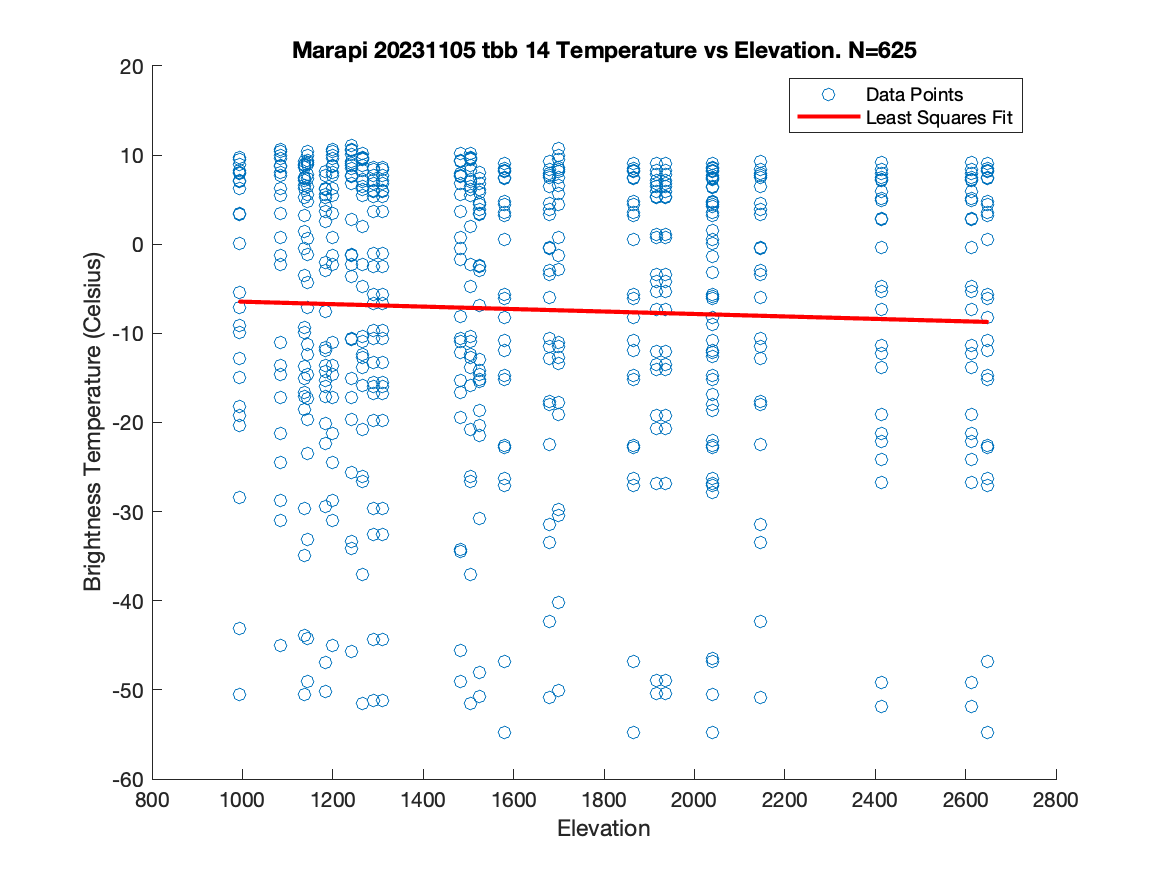 Marapi 20231105 tbb 14 Temperature vs Elevation. N=625
Data Points
Least Squares Fit
20
10
0
-10
-20
-30
-40
-50
-60
Brightness Temperature (Celsius)
800 1000 1200 1400 1600 1800 2000 2200 2400 2600 2800
Elevation